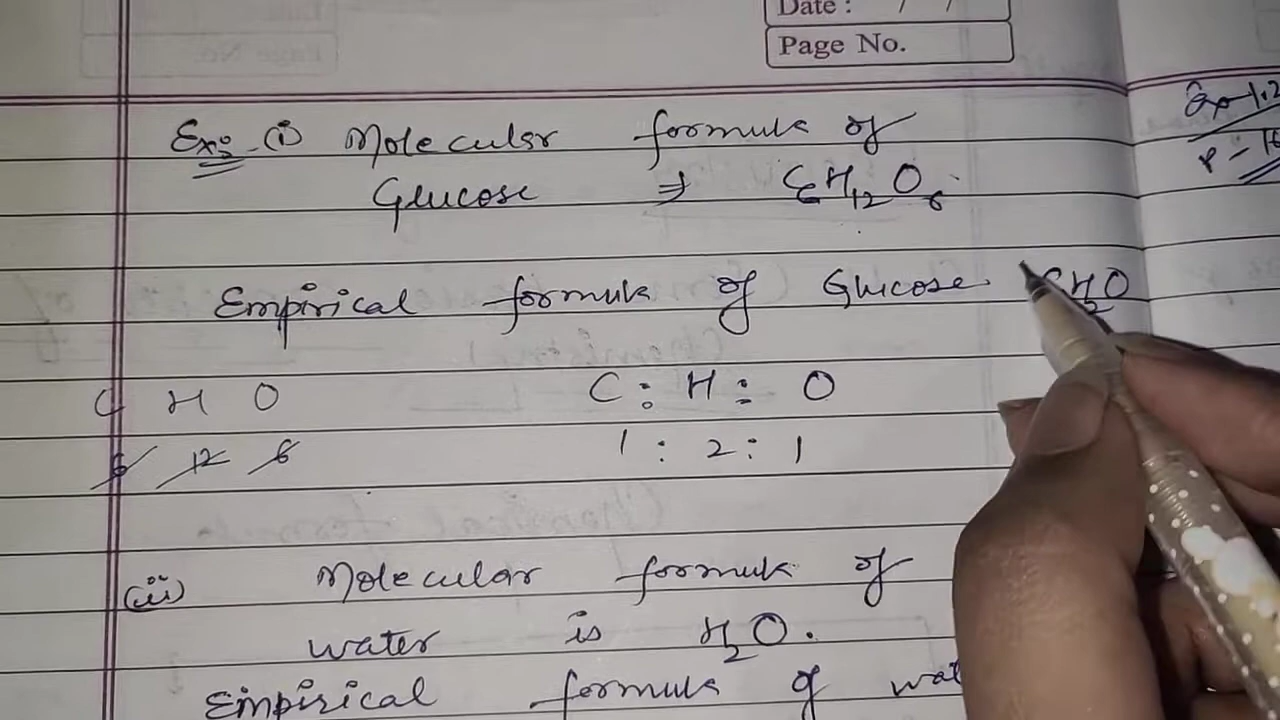 Date : / /
Page No.
Ex:- (i) Molecular formula of
Glucose ⇒ C6H12O6.
Empirical formula of Glucose. CH2O
C H O C : H : O
6 12 6 1 : 2 : 1
(ii) Molecular formula of
water is H2O.
Empirical formula of